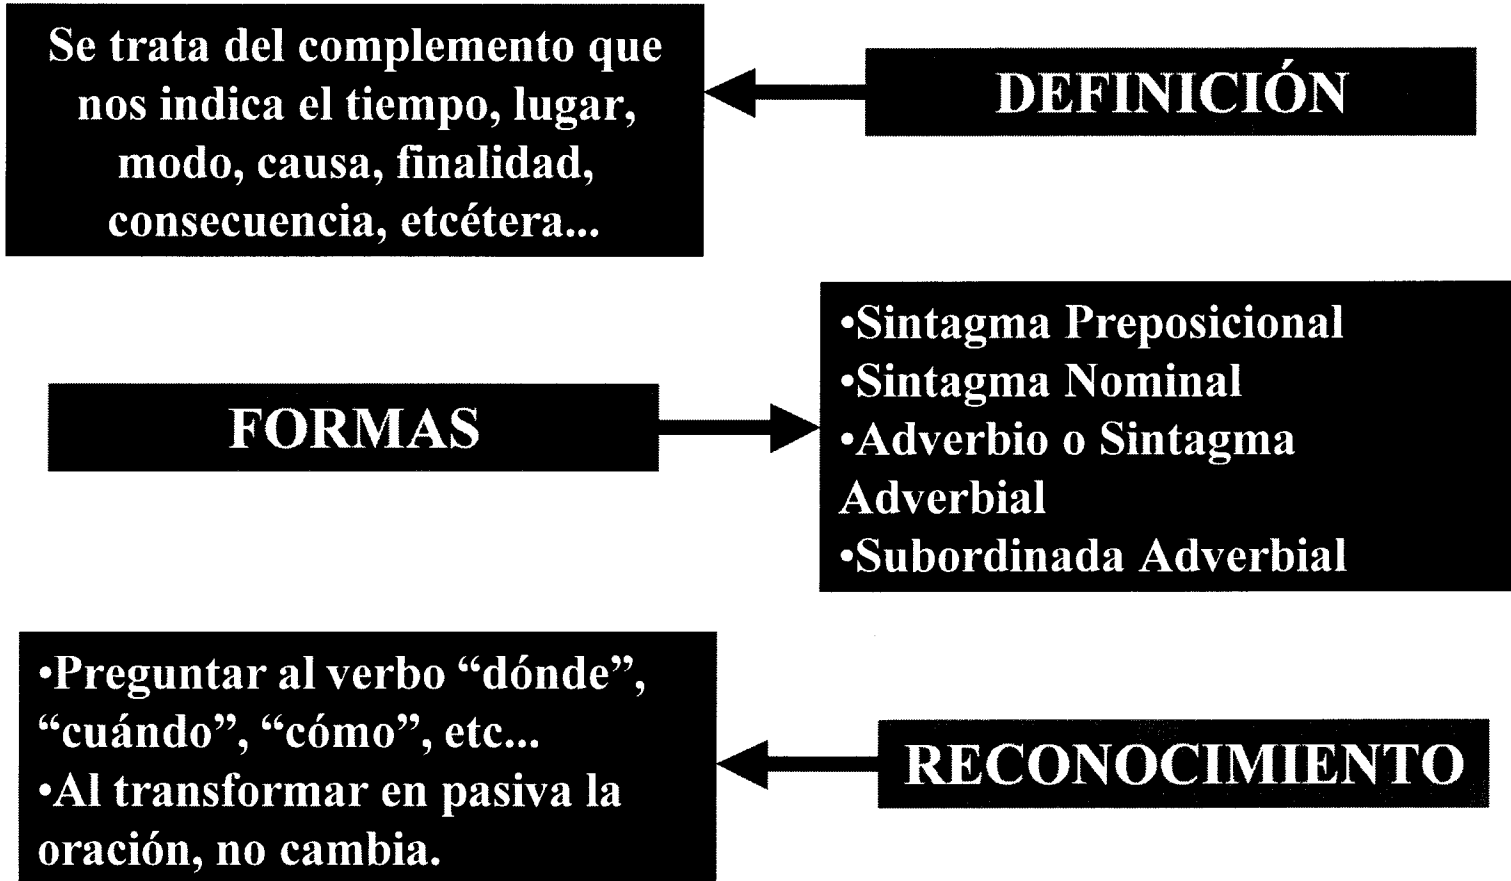 Se trata del complemento que
nos indica el tiempo, lugar,
modo, causa, finalidad,
consecuencia, etcétera...
DEFINICIÓN
FORMAS
•Sintagma Preposicional
•Sintagma Nominal
•Adverbio o Sintagma
Adverbial
•Subordinada Adverbial
•Preguntar al verbo “dónde”,
“cuándo”, “cómo”, etc...
•Al transformar en pasiva la
oración, no cambia.
RECONOCIMIENTO